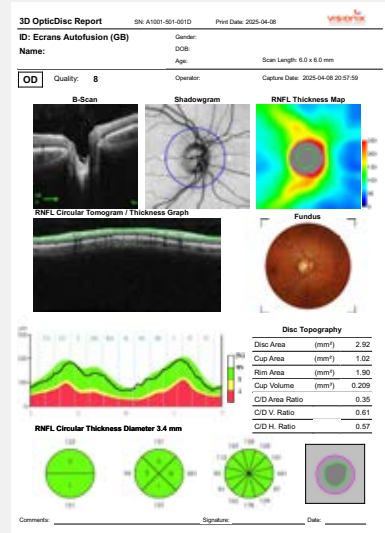 3D OpticDisc Report SN: A1001-501-001D Print Date: 2025-04-08 VISIONIX
ID: Ecrans Autofusion (GB) Gender:
Name: DOB:
Age: Scan Length: 6.0 x 6.0 mm
OD Quality: 8 Operator: Capture Date: 2025-04-08 20:57:59
B-Scan Shadowgram RNFL Thickness Map
RNFL Circular Tomogram / Thickness Graph Fundus
Disc Topography
Disc Area (mm²) 2.92
Cup Area (mm²) 1.02
Rim Area (mm²) 1.90
Cup Volume (mm³) 0.209
C/D Area Ratio 0.35
C/D V. Ratio 0.61
C/D H. Ratio 0.57
RNFL Circular Thickness Diameter 3.4 mm
Comments: Signature: Date: